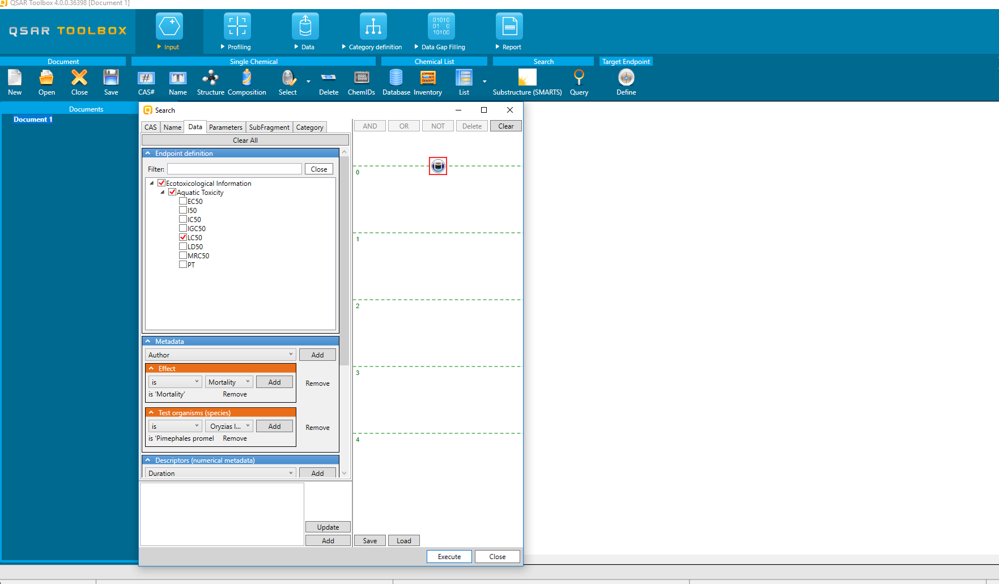 QSAR Toolbox 4.0.0.36398 [Document 1]
QSAR TOOLBOX
Input
Profiling
Data
Category definition
01010
01 0
10100
Data Gap Filling
Report
Document
Single Chemical
Chemical List
Search
Target Endpoint
New
Open
Close
Save
#
CAS#
T
Name
Structure
Composition
Select
Delete
ChemIDs
Database
Inventory
List
Substructure (SMARTS)
Query
Define
Documents
Document 1
Search
CAS
Name
Data
Parameters
SubFragment
Category
Clear All
Endpoint definition
Filter:
Close
Ecotoxicological Information
Aquatic Toxicity
EC50
I50
IC50
IGC50
LC50
LD50
MRC50
PT
Metadata
Author
Add
Effect
is
Mortality
Add
Remove
is 'Mortality'
Remove
Test organisms (species)
is
Oryzias l...
Add
Remove
is 'Pimephales promel
Remove
Descriptors (numerical metadata)
Duration
Add
Update
Add
AND
OR
NOT
Delete
Clear
0
1
2
3
4
Save
Load
Execute
Close